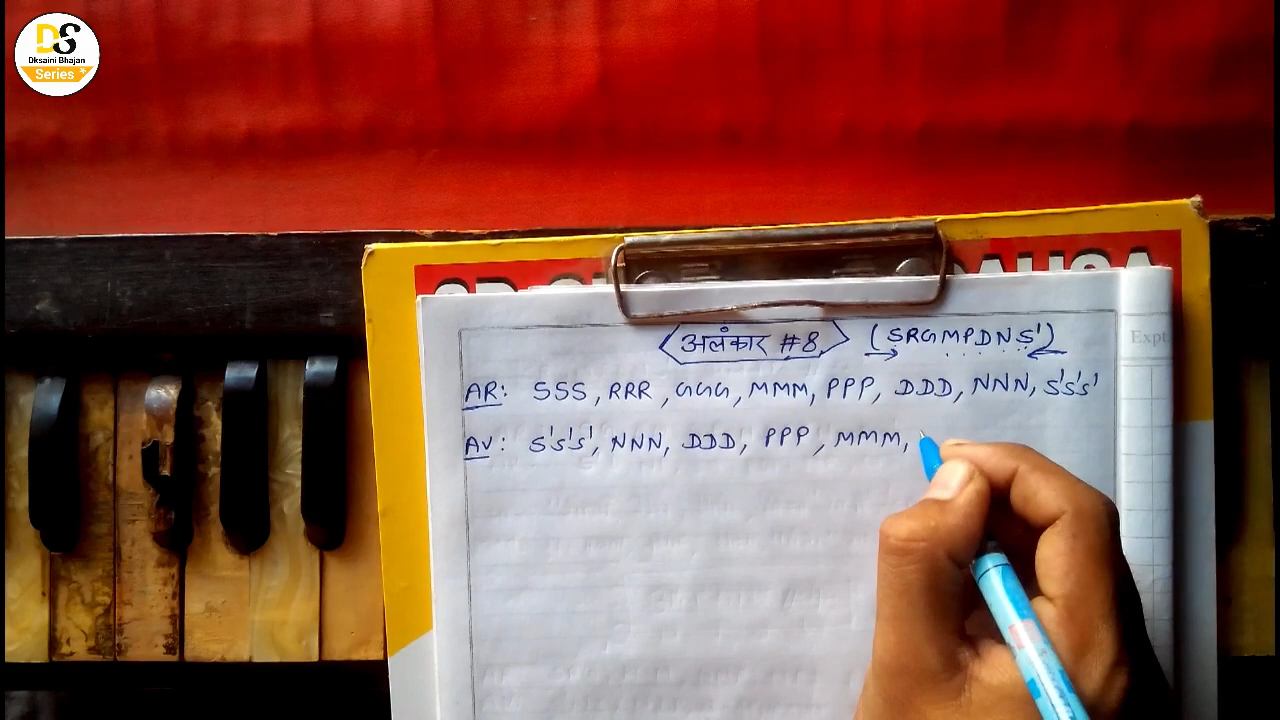 DS
Dksaini Bhajan
Series
अलंकार #8 (SRGMPDNS')
Expt
AR: SSS, RRR, GGG, MMM, PPP, DDD, NNN, S'S'S'
AV: S'S'S', NNN, DDD, PPP, MMM,